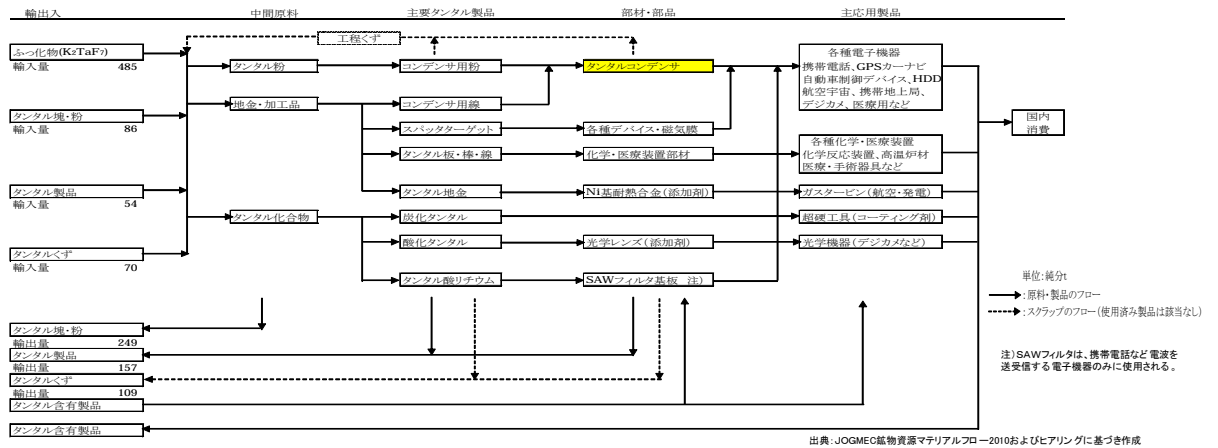 輸出入 中間原料 主要タンタル製品 部材・部品 主応用製品
工程くず
ふっ化物(K2TaF7)
輸入量 485
タンタル塊・粉
輸入量 86
タンタル製品
輸入量 54
タンタルくず
輸入量 70
タンタル粉
地金・加工品
タンタル化合物
コンデンサ用粉
コンデンサ用線
スパッタターゲット
タンタル板・棒・線
タンタル地金
炭化タンタル
酸化タンタル
タンタル酸リチウム
タンタルコンデンサ
各種デバイス・磁気膜
化学・医療装置部材
Ni基耐熱合金(添加剤)
光学レンズ(添加剤)
SAWフィルタ基板 注)
各種電子機器
携帯電話、GPSカーナビ
自動車制御デバイス、HDD
航空宇宙、携帯地上局、
デジカメ、医療用など
各種化学・医療装置
化学反応装置、高温炉材
医療・手術器具など
ガスタービン(航空・発電)
超硬工具(コーティング剤)
光学機器(デジカメなど)
国内
消費
タンタル塊・粉
輸出量 249
タンタル製品
輸出量 157
タンタルくず
輸出量 109
タンタル含有製品
タンタル含有製品
単位:純分t
:原料・製品のフロー
:スクラップのフロー(使用済み製品は該当なし)
注)SAWフィルタは、携帯電話など電波を
送受信する電子機器のみに使用される。
出典:JOGMEC鉱物資源マテリアルフロー2010およびヒアリングに基づき作成